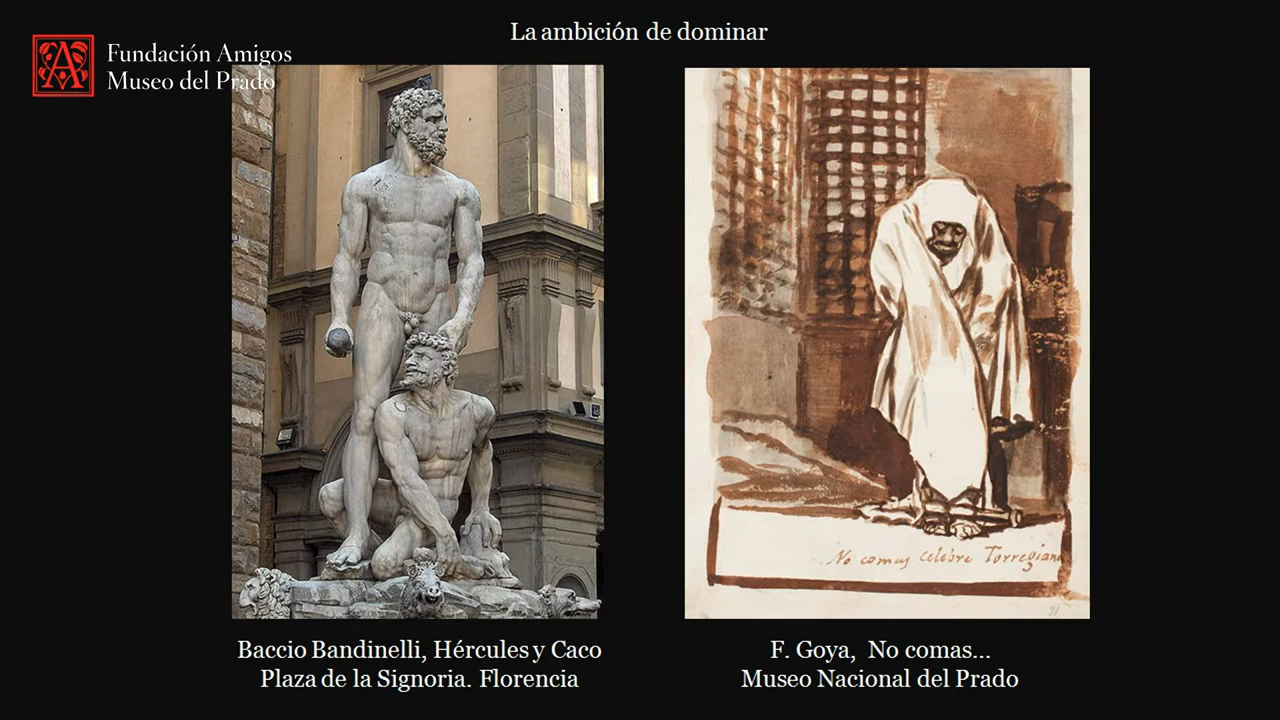 La ambición de dominar
Fundación Amigos
Museo del Prado
No comas celebre Torregiano
31
Baccio Bandinelli, Hércules y Caco
Plaza de la Signoria. Florencia
F. Goya, No comas...
Museo Nacional del Prado